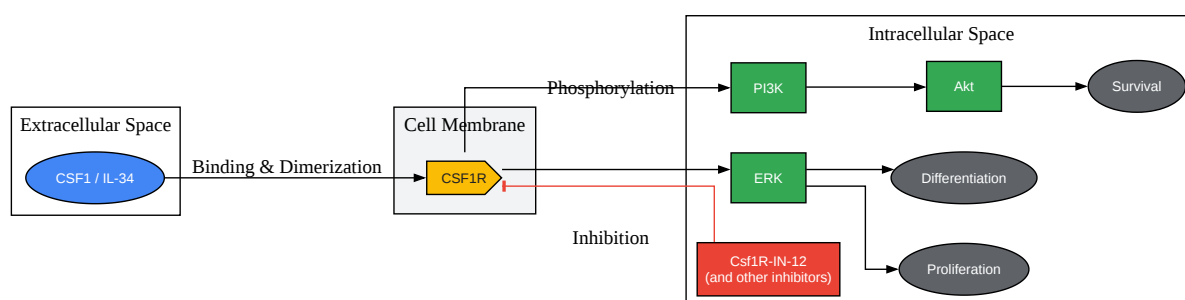 Intracellular Space
Phosphorylation
PI3K
Akt
Survival
Extracellular Space
Cell Membrane
CSF1 / IL-34
Binding & Dimerization
CSF1R
ERK
Differentiation
Inhibition
Csf1R-IN-12
(and other inhibitors)
Proliferation